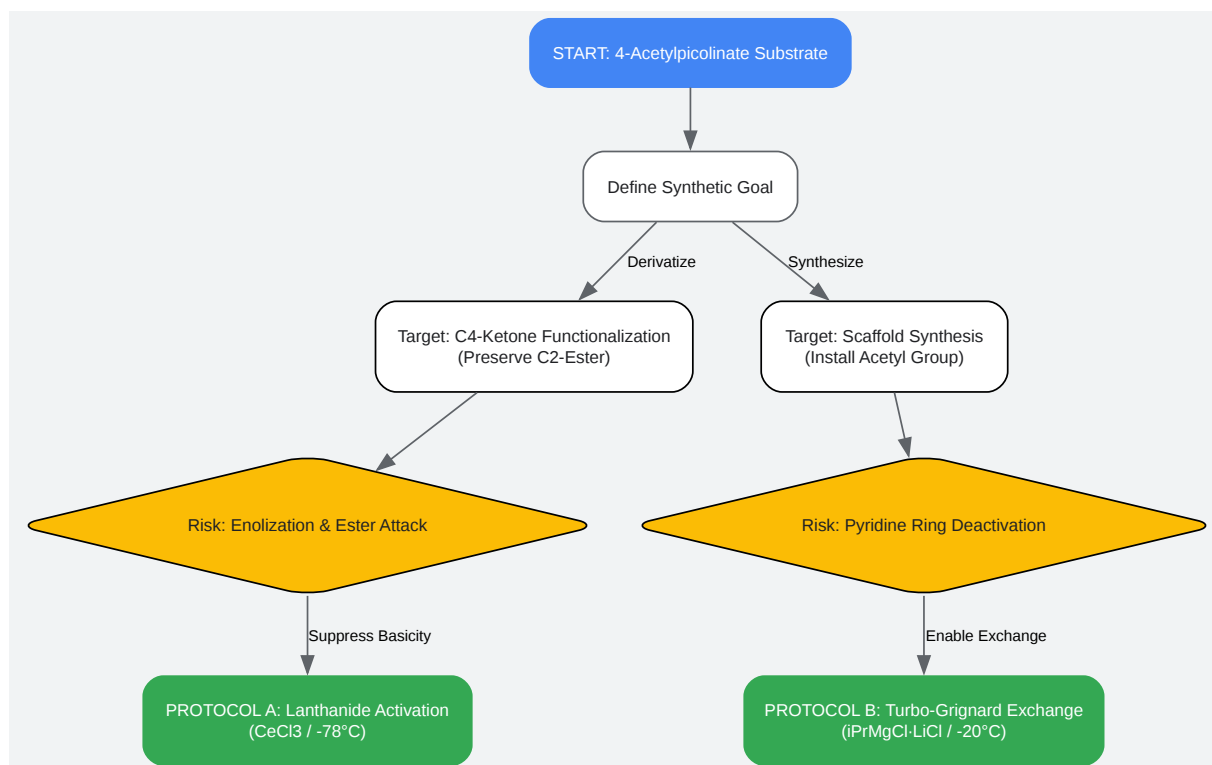 START: 4-Acetylpicolinate Substrate
Define Synthetic Goal
Derivatize
Synthesize
Target: C4-Ketone Functionalization
(Preserve C2-Ester)
Target: Scaffold Synthesis
(Install Acetyl Group)
Risk: Enolization & Ester Attack
Risk: Pyridine Ring Deactivation
Suppress Basicity
Enable Exchange
PROTOCOL A: Lanthanide Activation
(CeCl3 / -78°C)
PROTOCOL B: Turbo-Grignard Exchange
(iPrMgCl·LiCl / -20°C)